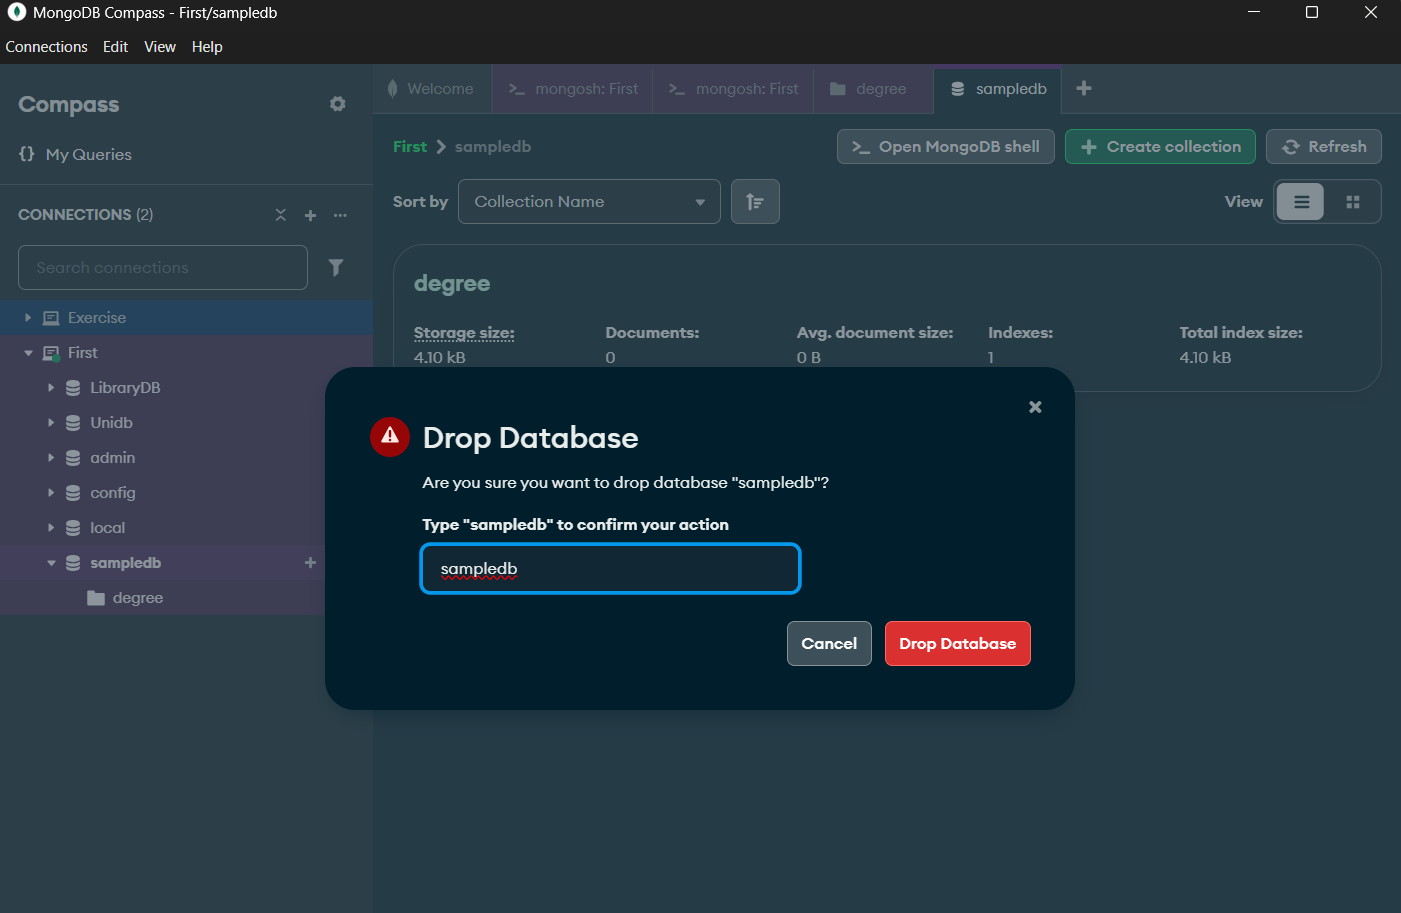 MongoDB Compass - First/sampledb
Connections Edit View Help
Compass
My Queries
CONNECTIONS (2)
Search connections
Exercise
First
LibraryDB
Unidb
admin
config
local
sampledb
degree
Welcome mongosh: First mongosh: First degree sampledb
First sampledb
Open MongoDB shell Create collection Refresh
Sort by Collection Name View
degree
Storage size: Documents: Avg. document size: Indexes: Total index size:
4.10 kB 0 0 B 1 4.10 kB
Drop Database
Are you sure you want to drop database "sampledb"?
Type "sampledb" to confirm your action
sampledb
Cancel Drop Database